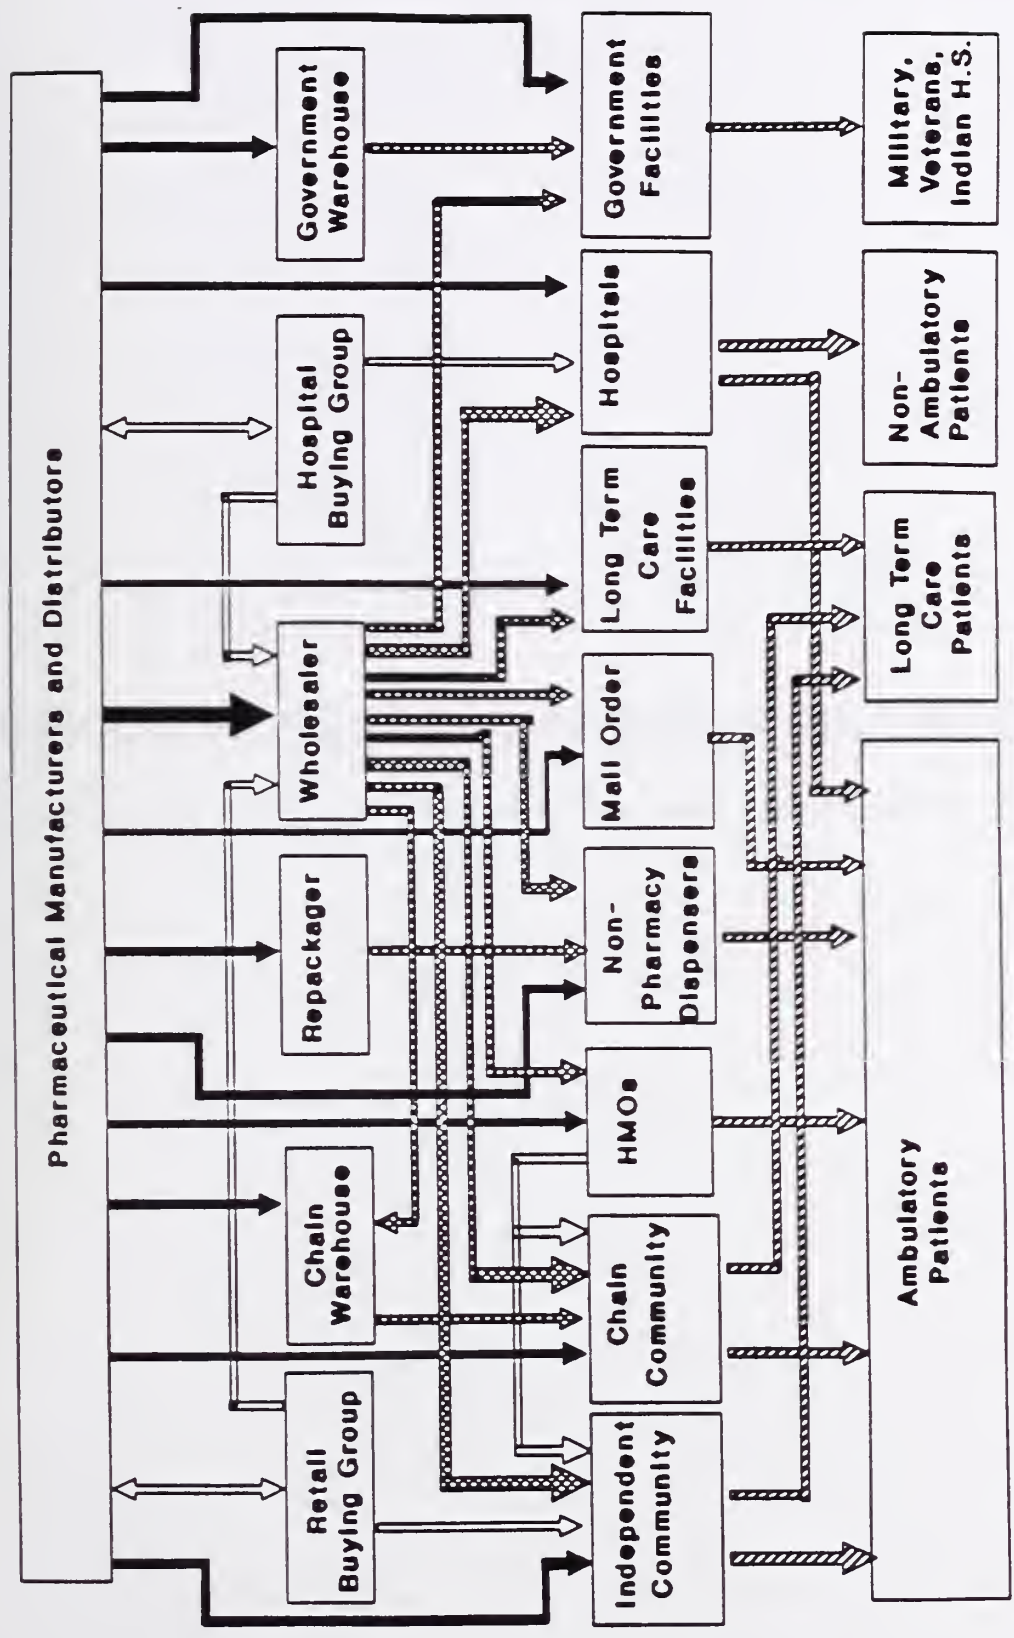 Pharmaceutical Manufacturers and Distributors
Retail
Buying Group
Chain
Warehouse
Repackager
Wholesaler
Hospital
Buying Group
Government
Warehouse
Independent
Community
Chain
Community
HMOs
Non-
Pharmacy
Dispensers
Mail Order
Long Term
Care
Facilities
Hospitals
Government
Facilities
Ambulatory
Patients
Long Term
Care
Patients
Non-
Ambulatory
Patients
Military,
Veterans,
Indian H.S.